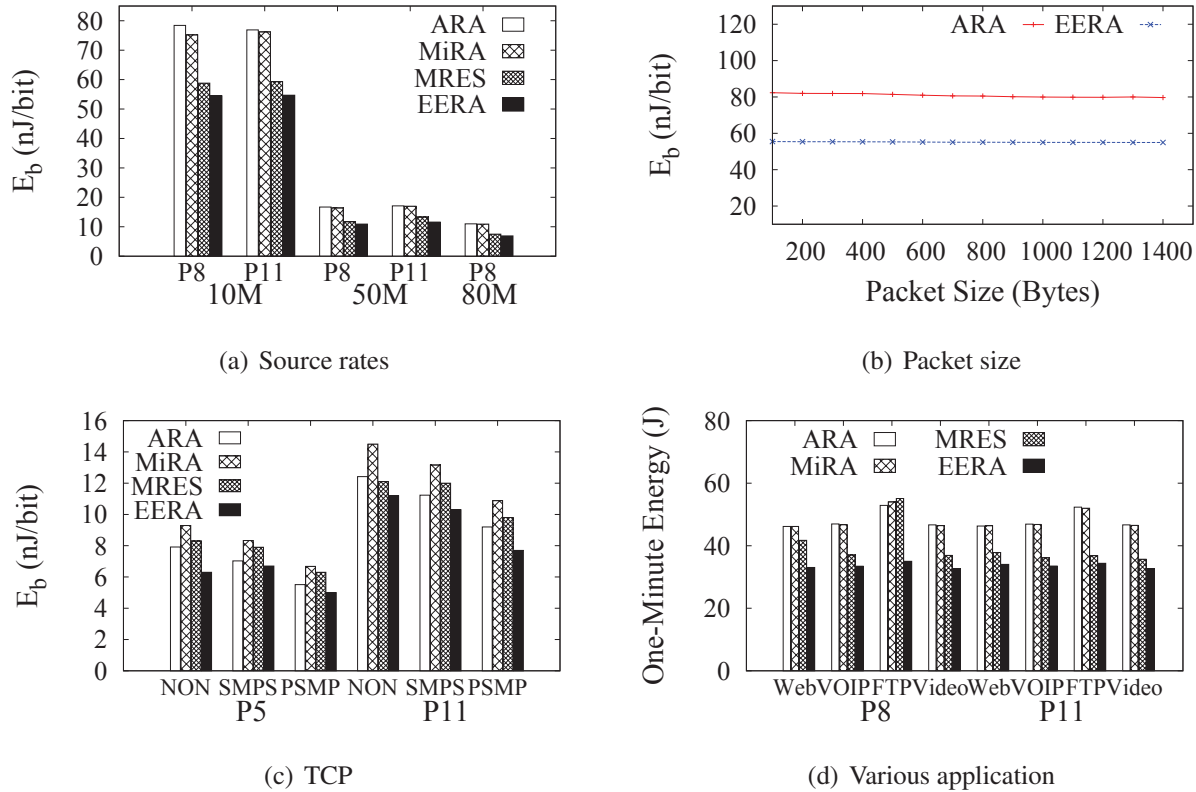 80
70
60
50
40
30
20
10
0
E_b (nJ/bit)
ARA
MiRA
MRES
EERA
P8 P11 P8 P11 P8
10M 50M 80M
(a) Source rates
120
100
80
60
40
20
E_b (nJ/bit)
ARA EERA
200 400 600 800 1000 1200 1400
Packet Size (Bytes)
(b) Packet size
16
14
12
10
8
6
4
2
0
E_b (nJ/bit)
ARA
MiRA
MRES
EERA
NON SMPS PSMP NON SMPS PSMP
P5 P11
(c) TCP
80
60
40
20
0
One-Minute Energy (J)
ARA MRES
MiRA EERA
Web VOIP FTP Video Web VOIP FTP Video
P8 P11
(d) Various application